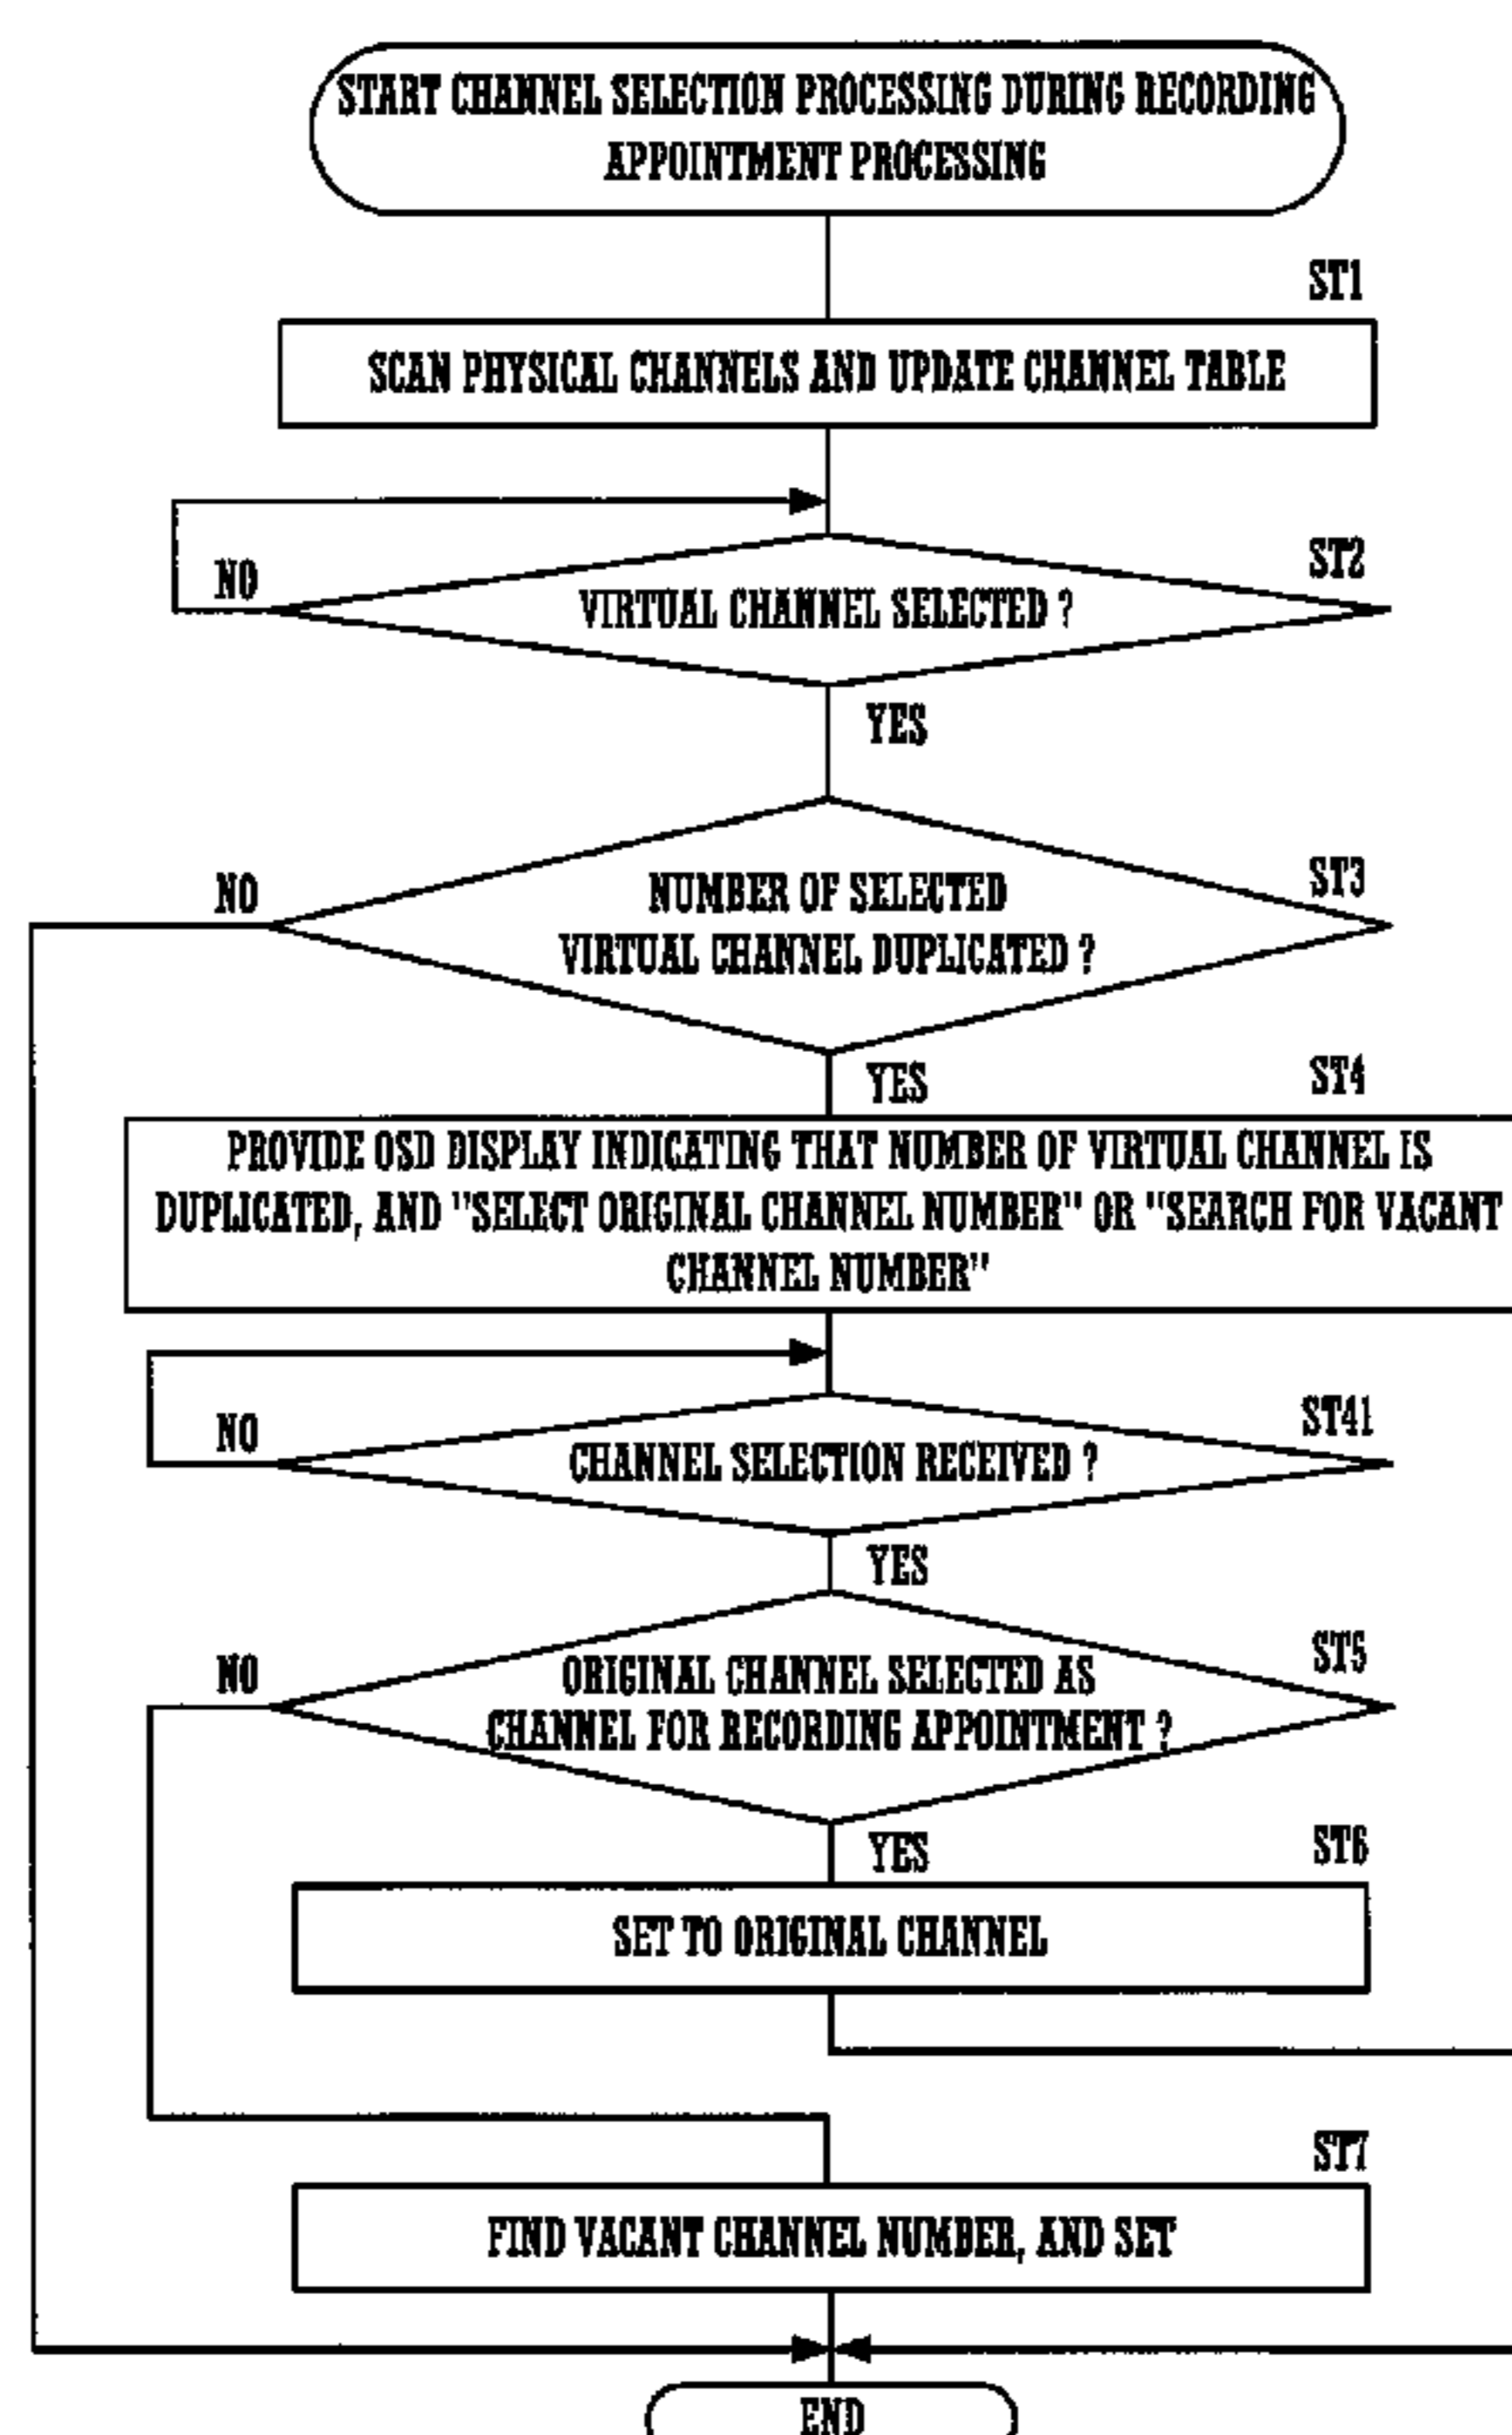 START CHANNEL SELECTION PROCESSING DURING RECORDING
APPOINTMENT PROCESSING
ST1
SCAN PHYSICAL CHANNELS AND UPDATE CHANNEL TABLE
ST2
NO
VIRTUAL CHANNEL SELECTED ?
YES
ST3
NO
NUMBER OF SELECTED
VIRTUAL CHANNEL DUPLICATED ?
YES
ST4
PROVIDE OSD DISPLAY INDICATING THAT NUMBER OF VIRTUAL CHANNEL IS
DUPLICATED, AND "SELECT ORIGINAL CHANNEL NUMBER" OR "SEARCH FOR VACANT
CHANNEL NUMBER"
ST41
NO
CHANNEL SELECTION RECEIVED ?
YES
ST5
NO
ORIGINAL CHANNEL SELECTED AS
CHANNEL FOR RECORDING APPOINTMENT ?
YES
ST6
SET TO ORIGINAL CHANNEL
ST7
FIND VACANT CHANNEL NUMBER, AND SET
END